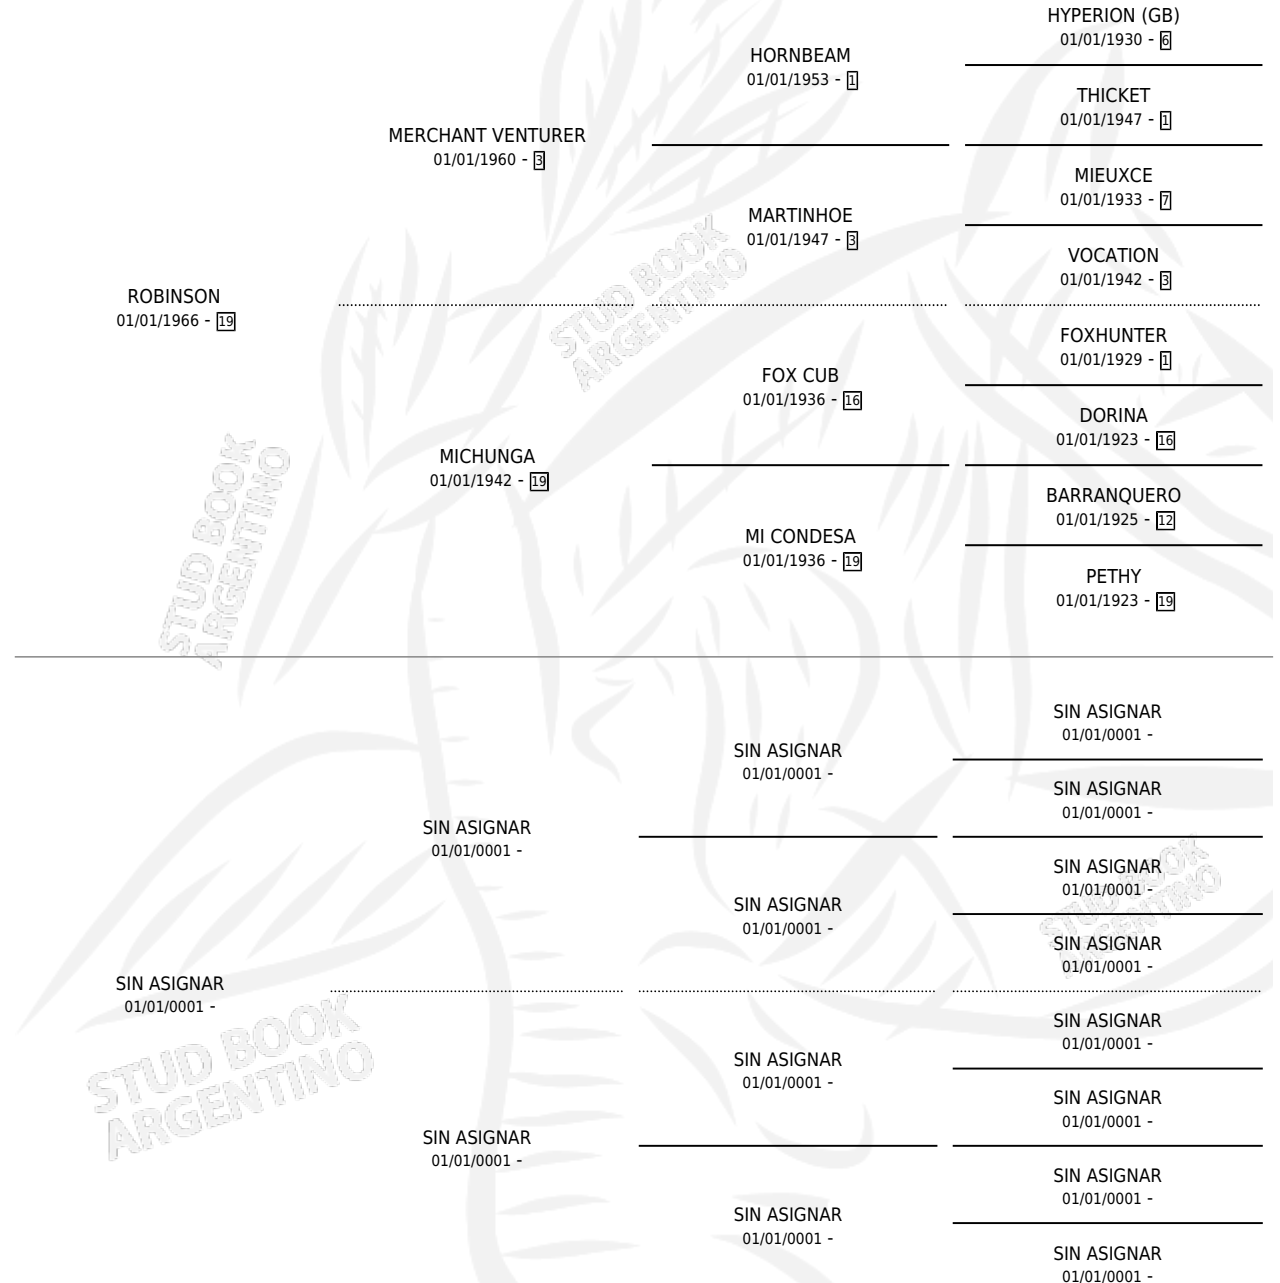 HYPERION (GB)
01/01/1930 - 6
HORNBEAM
01/01/1953 - 1
THICKET
01/01/1947 - 1
MERCHANT VENTURER
01/01/1960 - 3
MIEUXCE
01/01/1933 - 7
MARTINHOE
01/01/1947 - 3
VOCATION
01/01/1942 - 3
ROBINSON
01/01/1966 - 19
FOXHUNTER
01/01/1929 - 1
FOX CUB
01/01/1936 - 16
DORINA
01/01/1923 - 16
MICHUNGA
01/01/1942 - 19
BARRANQUERO
01/01/1925 - 12
MI CONDESA
01/01/1936 - 19
PETHY
01/01/1923 - 19
STUD BOOK
ARGENTINO
STUD BOOK
ARGENTINO
SIN ASIGNAR
01/01/0001 -
SIN ASIGNAR
01/01/0001 -
SIN ASIGNAR
01/01/0001 -
SIN ASIGNAR
01/01/0001 -
SIN ASIGNAR
01/01/0001 -
SIN ASIGNAR
01/01/0001 -
SIN ASIGNAR
01/01/0001 -
SIN ASIGNAR
01/01/0001 -
SIN ASIGNAR
01/01/0001 -
SIN ASIGNAR
01/01/0001 -
SIN ASIGNAR
01/01/0001 -
SIN ASIGNAR
01/01/0001 -
SIN ASIGNAR
01/01/0001 -
SIN ASIGNAR
01/01/0001 -
SIN ASIGNAR
01/01/0001 -
STUD BOOK
ARGENTINO
STUD BOOK
ARGENTINO